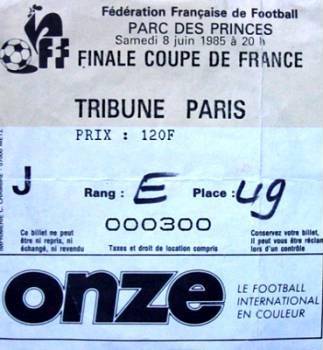 Fédération Française de Football
PARC DES PRINCES
Samedi 8 juin 1985 à 20 h
FINALE COUPE DE FRANCE
fff
TRIBUNE PARIS
PRIX : 120F
J
Rang : E Place : 49
000300
Ce billet ne peut
être ni repris, ni
échangé, ni revendu
Taxes et droit de location compris
Conservez votre billet,
il peut vous être réclamé
lors d'un contrôle
onze
LE FOOTBALL
INTERNATIONAL
EN COULEUR